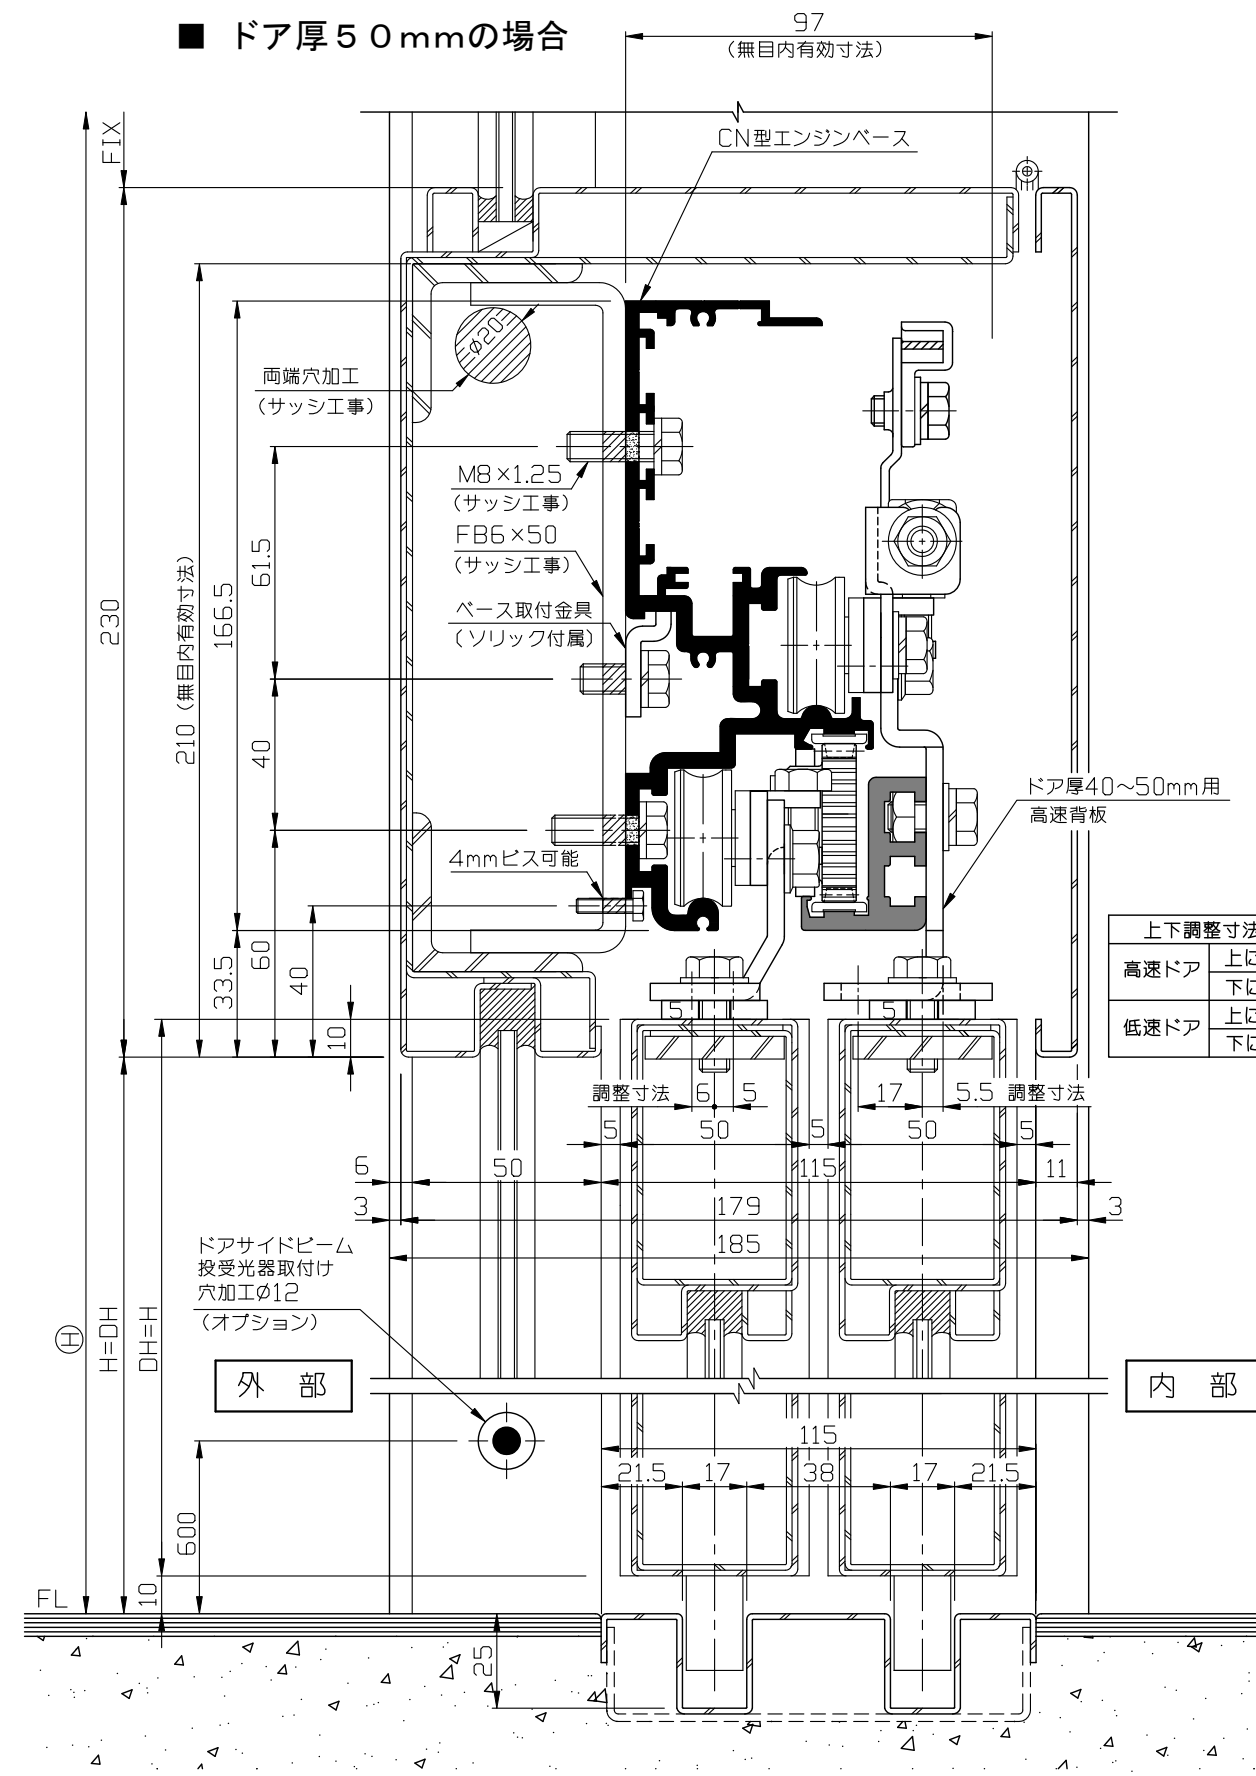 ■ ドア厚50mmの場合
97
(無目内有効寸法)
FIX
CN型エンジンベース
φ20
両端穴加工
(サッシ工事)
M8×1.25
(サッシ工事)
FB6×50
(サッシ工事)
ベース取付金具
(ソリック付属)
230
210 (無目内有効寸法)
166.5
61.5
40
4mmビス可能
ドア厚40~50mm用
高速背板
33.5
60
40
10
上下調整寸法
高速ドア
上に
下に
低速ドア
上に
下に
5
5
調整寸法
6
5
17
5.5
調整寸法
5
50
5
50
5
6
50
115
11
3
179
3
185
ドアサイドビーム
投受光器取付け
穴加工φ12
(オプション)
H
H=DH
DH=H
外 部
内 部
115
21.5
17
38
17
21.5
600
10
FL
25